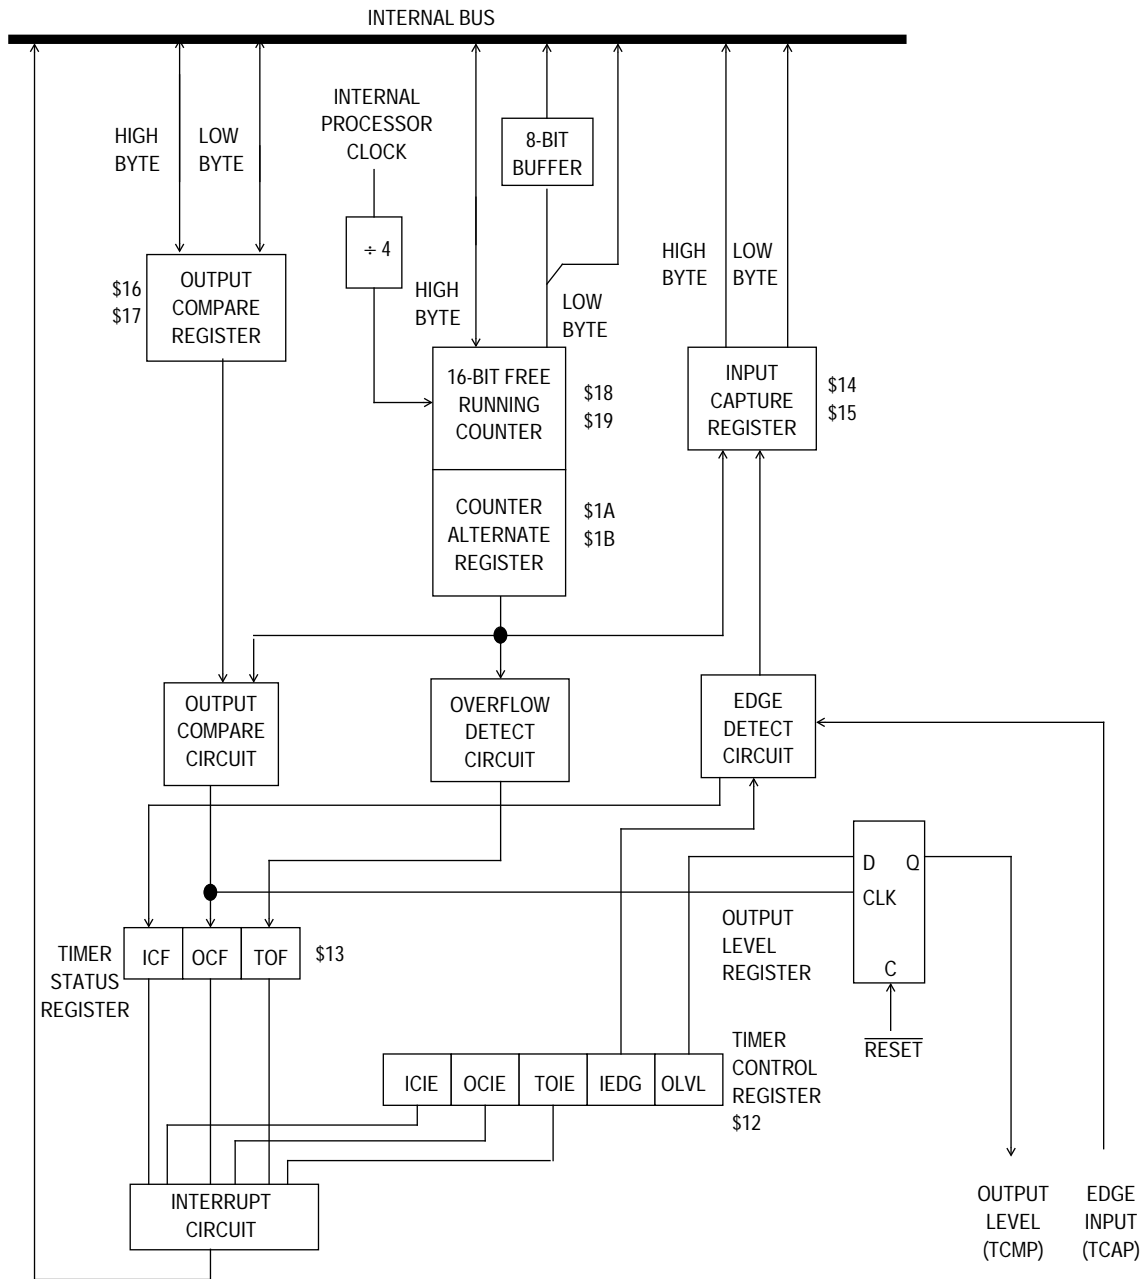 INTERNAL BUS
HIGH
BYTE
LOW
BYTE
INTERNAL
PROCESSOR
CLOCK
8-BIT
BUFFER
÷ 4
HIGH
BYTE
LOW
BYTE
HIGH
BYTE
LOW
BYTE
$16
$17
OUTPUT
COMPARE
REGISTER
16-BIT FREE
RUNNING
COUNTER
$18
$19
INPUT
CAPTURE
REGISTER
$14
$15
COUNTER
ALTERNATE
REGISTER
$1A
$1B
OUTPUT
COMPARE
CIRCUIT
OVERFLOW
DETECT
CIRCUIT
EDGE
DETECT
CIRCUIT
D Q
CLK
C
OUTPUT
LEVEL
REGISTER
RESET
TIMER
STATUS
REGISTER
ICF OCF TOF
$13
ICIE OCIE TOIE IEDG OLVL
TIMER
CONTROL
REGISTER
$12
INTERRUPT
CIRCUIT
OUTPUT
LEVEL
(TCMP)
EDGE
INPUT
(TCAP)